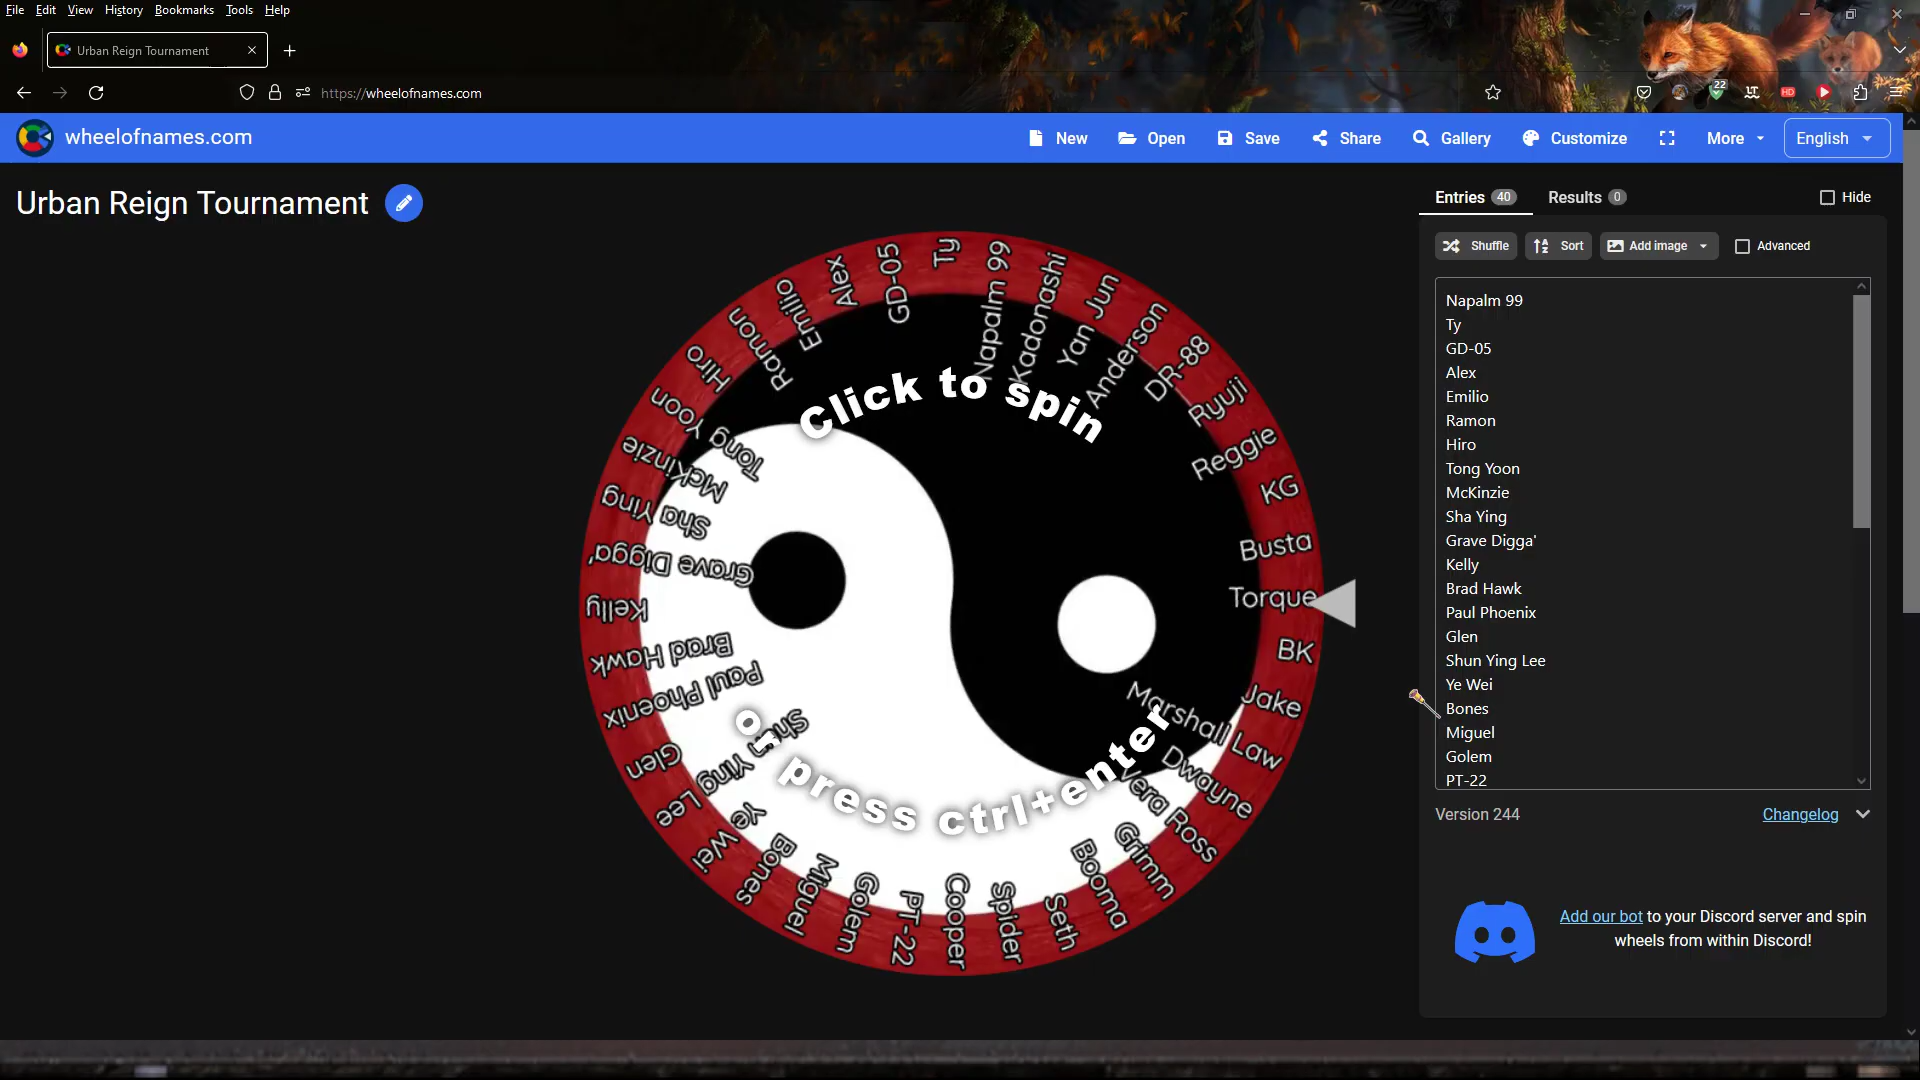 File Edit View History Bookmarks Tools Help
Urban Reign Tournament
https://wheelofnames.com
22
HD
wheelofnames.com
New Open Save Share Gallery Customize More English
Urban Reign Tournament
Entries 40 Results 0 Hide
Shuffle Sort Add image Advanced
Napalm 99
Ty
GD-05
Alex
Emilio
Ramon
Hiro
Tong Yoon
McKinzie
Sha Ying
Grave Digga'
Kelly
Brad Hawk
Paul Phoenix
Glen
Shun Ying Lee
Ye Wei
Bones
Miguel
Golem
PT-22
Version 244 Changelog
Add our bot to your Discord server and spin
wheels from within Discord!
Click to spin
or press ctrl+enter
Napalm 99
Kadonashi
Yan Jun
Anderson
DR-88
Ryuji
Reggie
KG
Busta
Torque
BK
Jake
Marshall Law
Dwayne
Vera Ross
Grimm
Booma
Seth
Spider
Cooper
PT-22
Golem
Miguel
Bones
Ye Wei
Shun Ying Lee
Glen
Paul Phoenix
Brad Hawk
Kelly
Grave Digga'
Sha Ying
McKinzie
Tong Yoon
Hiro
Ramon
Emilio
Alex
GD-05
Ty